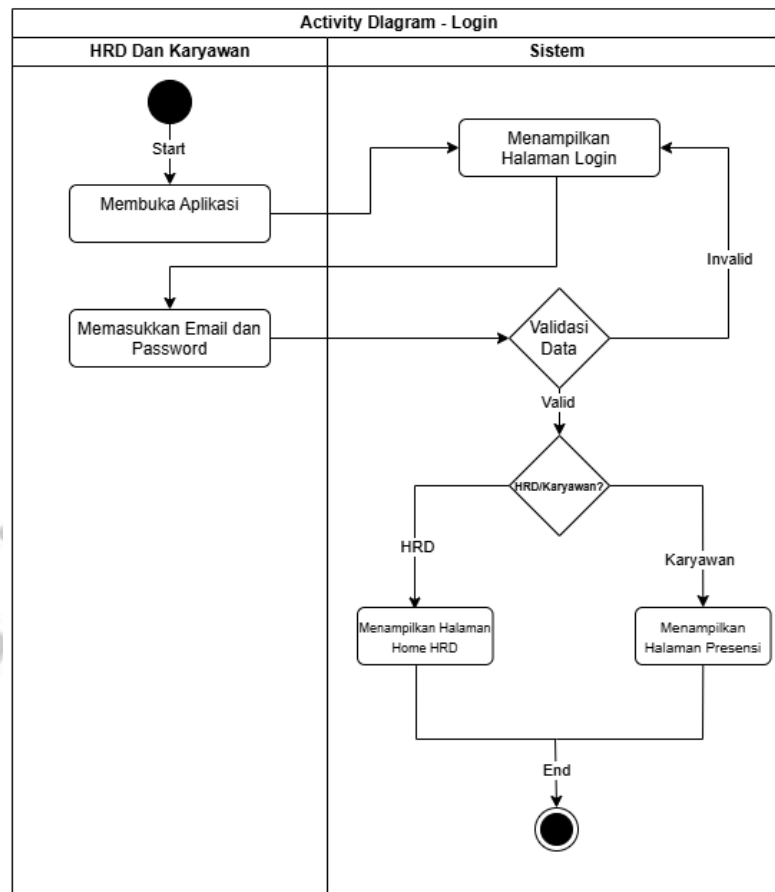 Activity DIagram - Login
HRD Dan Karyawan
Sistem
Start
Membuka Aplikasi
Menampilkan
Halaman Login
Invalid
Memasukkan Email dan
Password
Validasi
Data
Valid
HRD/Karyawan?
HRD
Karyawan
Menampilkan Halaman
Home HRD
Menampilkan
Halaman Presensi
End